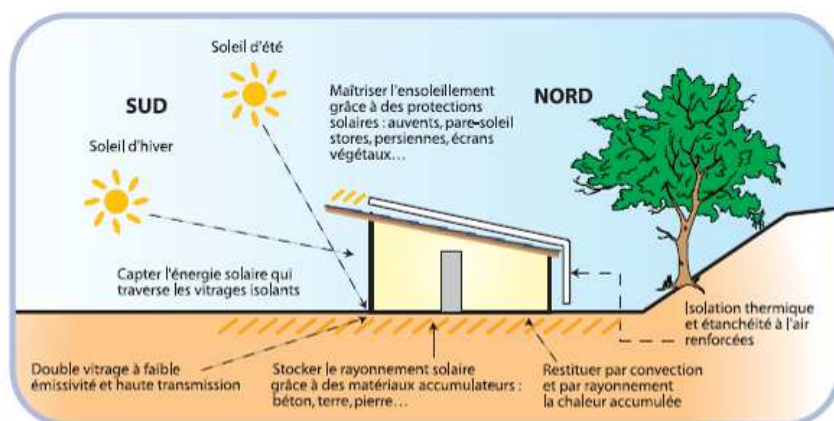 Soleil d'été
SUD
Soleil d'hiver
Maîtriser l'ensoleillement
grâce à des protections
solaires : auvents, pare-soleil
stores, persiennes, écrans
végétaux…
NORD
Capter l'énergie solaire qui
traverse les vitrages isolants
Isolation thermique
et étanchéité à l'air
renforcées
Double vitrage à faible
émissivité et haute transmission
Stocker le rayonnement solaire
grâce à des matériaux accumulateurs :
béton, terre, pierre…
Restituer par convection
et par rayonnement
la chaleur accumulée